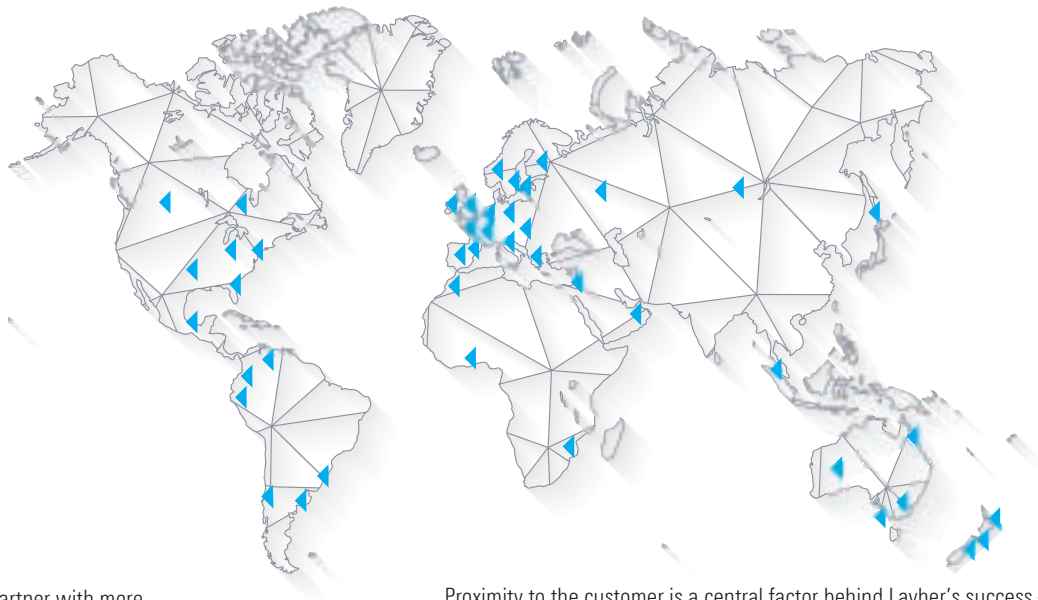 artner with more
Proximity to the customer is a central factor behind Layher’s success